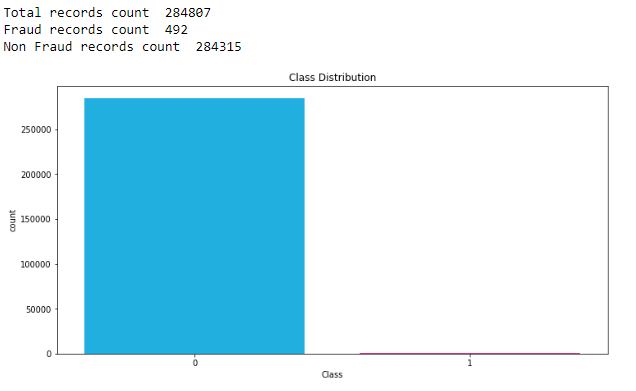 Total records count  284807
Fraud records count  492
Non Fraud records count  284315
Class Distribution
250000
200000
150000
100000
50000
0
count
0 1
Class